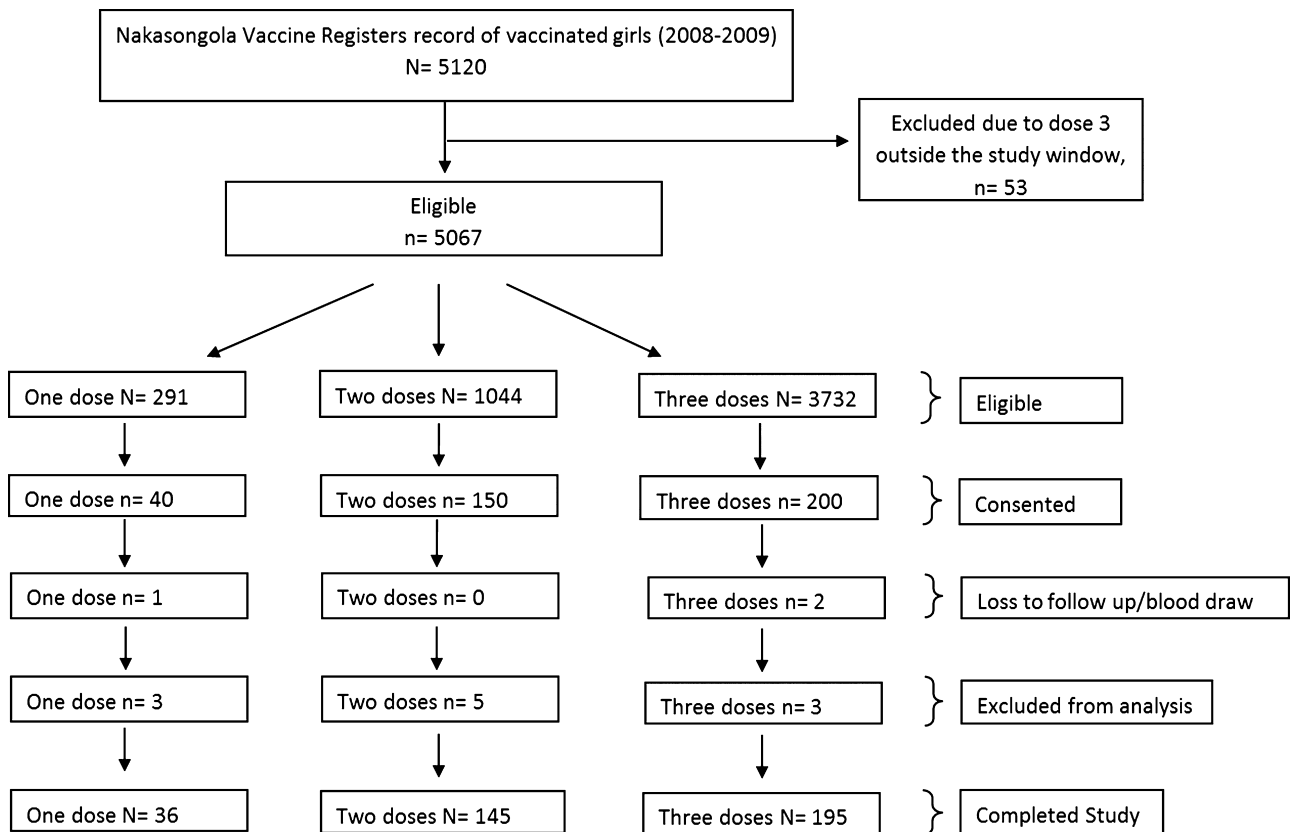 Nakasongola Vaccine Registers record of vaccinated girls (2008-2009)
N= 5120
Excluded due to dose 3
outside the study window,
n= 53
Eligible
n= 5067
One dose N= 291
Two doses N= 1044
Three doses N= 3732
Eligible
One dose n= 40
Two doses n= 150
Three doses n= 200
Consented
One dose n= 1
Two doses n= 0
Three doses n= 2
Loss to follow up/blood draw
One dose n= 3
Two doses n= 5
Three doses n= 3
Excluded from analysis
One dose N= 36
Two doses N= 145
Three doses N= 195
Completed Study